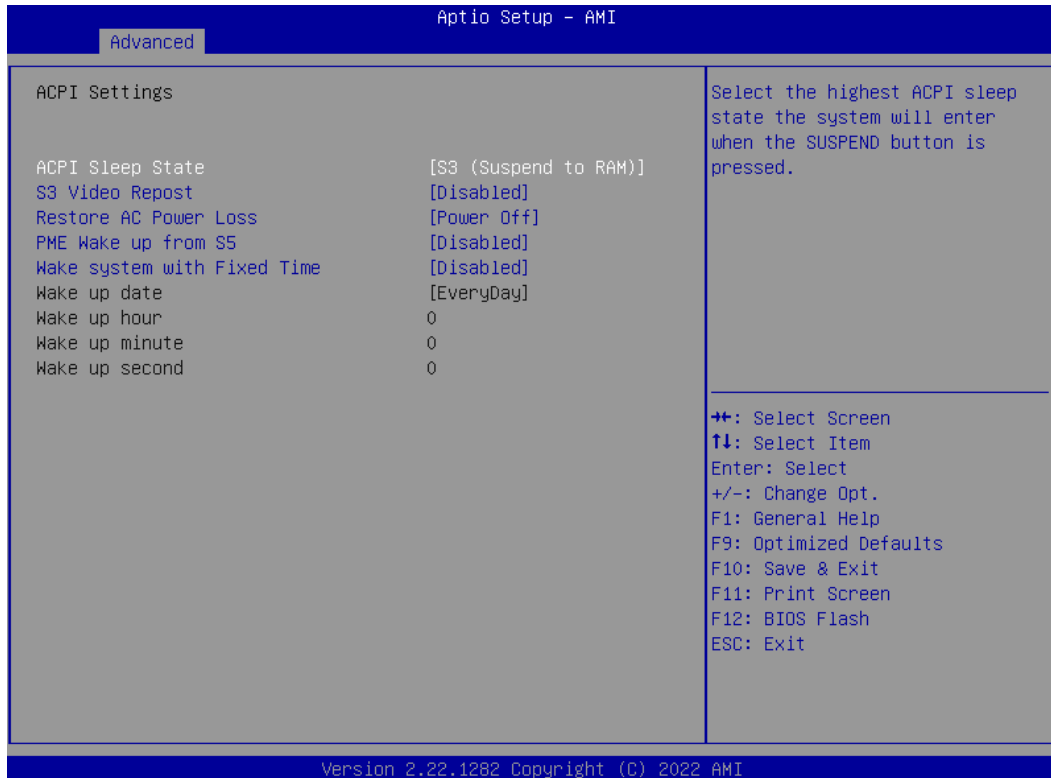 Aptio Setup – AMI
Advanced
ACPI Settings
ACPI Sleep State [S3 (Suspend to RAM)]
S3 Video Repost [Disabled]
Restore AC Power Loss [Power Off]
PME Wake up from S5 [Disabled]
Wake system with Fixed Time [Disabled]
Wake up date [EveryDay]
Wake up hour 0
Wake up minute 0
Wake up second 0
Select the highest ACPI sleep
state the system will enter
when the SUSPEND button is
pressed.
→←: Select Screen
↑↓: Select Item
Enter: Select
+/-: Change Opt.
F1: General Help
F9: Optimized Defaults
F10: Save & Exit
F11: Print Screen
F12: BIOS Flash
ESC: Exit
Version 2.22.1282 Copyright (C) 2022 AMI